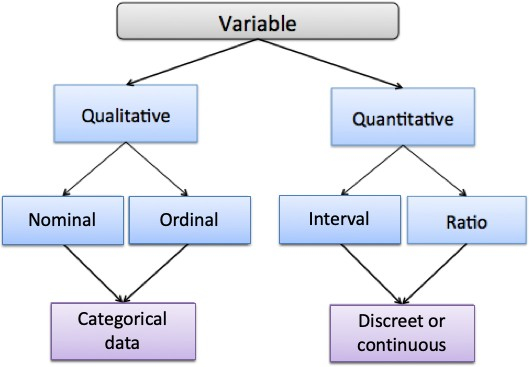 Variable
Qualitative
Quantitative
Nominal
Ordinal
Interval
Ratio
Categorical
data
Discreet or
continuous